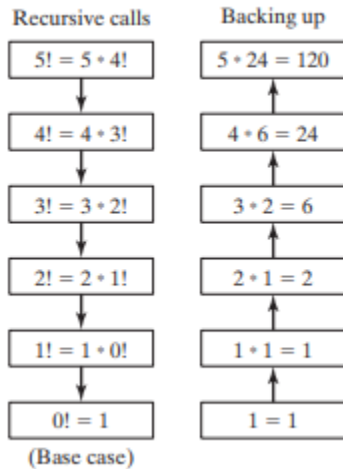 Recursive calls
5! = 5 * 4!
4! = 4 * 3!
3! = 3 * 2!
2! = 2 * 1!
1! = 1 * 0!
0! = 1
(Base case)
Backing up
5 * 24 = 120
4 * 6 = 24
3 * 2 = 6
2 * 1 = 2
1 * 1 = 1
1 = 1